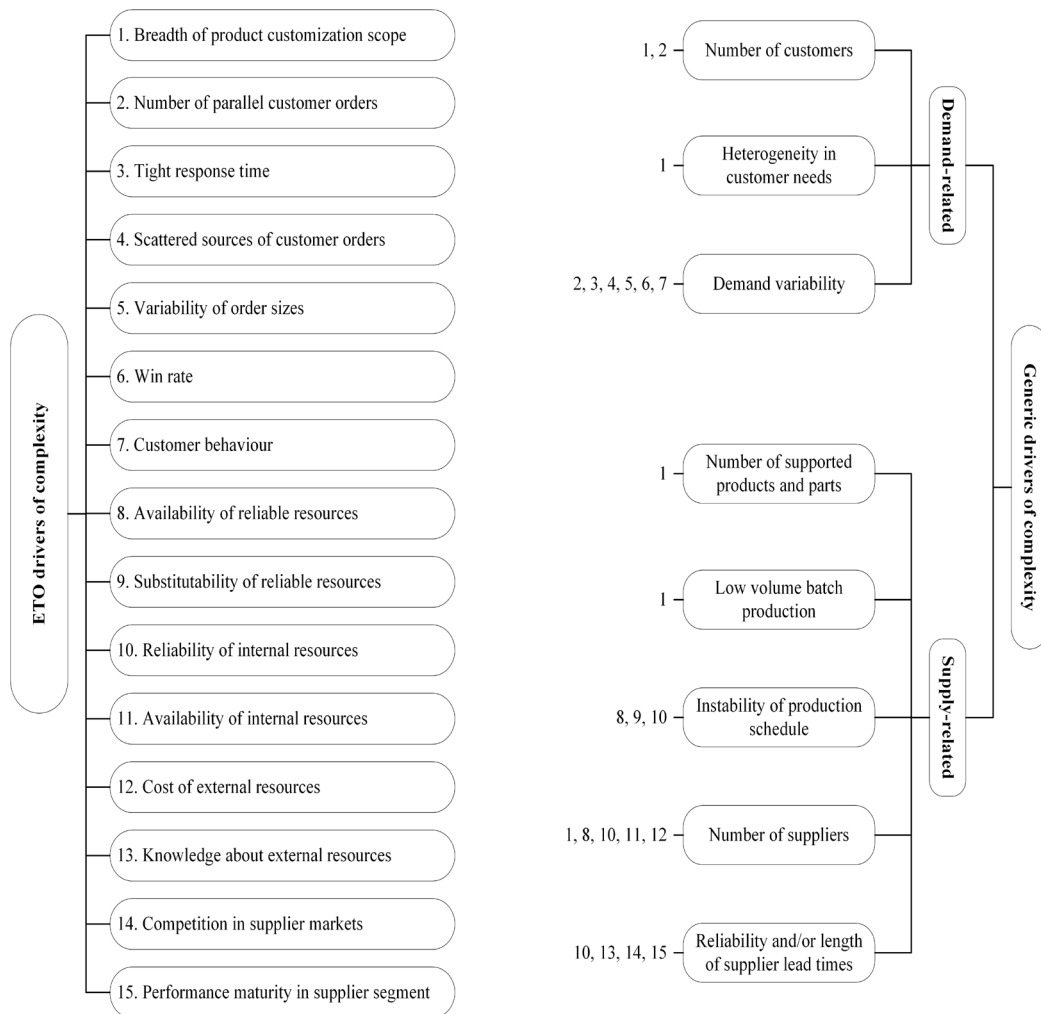 ETO drivers of complexity
1. Breadth of product customization scope
2. Number of parallel customer orders
3. Tight response time
4. Scattered sources of customer orders
5. Variability of order sizes
6. Win rate
7. Customer behaviour
8. Availability of reliable resources
9. Substitutability of reliable resources
10. Reliability of internal resources
11. Availability of internal resources
12. Cost of external resources
13. Knowledge about external resources
14. Competition in supplier markets
15. Performance maturity in supplier segment
Generic drivers of complexity
Demand-related
1, 2
Number of customers
1
Heterogeneity in
customer needs
2, 3, 4, 5, 6, 7
Demand variability
Supply-related
1
Number of supported
products and parts
1
Low volume batch
production
8, 9, 10
Instability of production
schedule
1, 8, 10, 11, 12
Number of suppliers
10, 13, 14, 15
Reliability and/or length
of supplier lead times